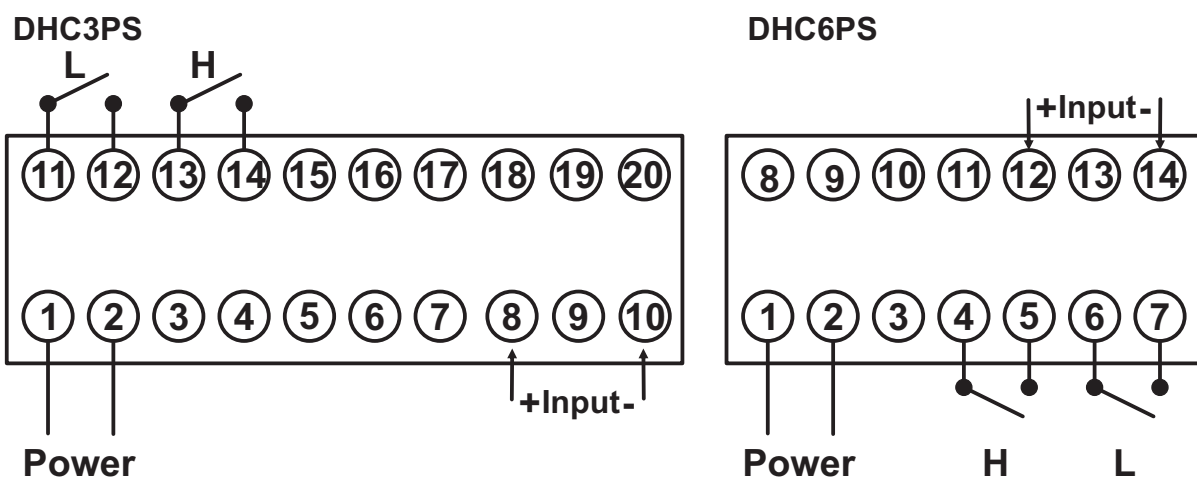 DHC3PS
L H
11 12 13 14 15 16 17 18 19 20
1 2 3 4 5 6 7 8 9 10
+Input-
Power
DHC6PS
+Input-
8 9 10 11 12 13 14
1 2 3 4 5 6 7
Power H L